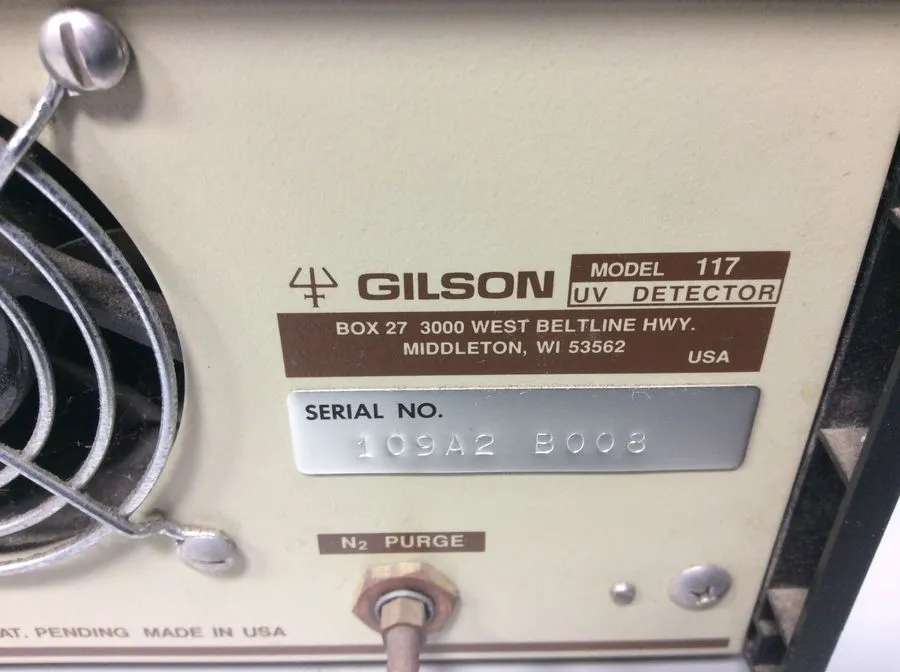 GILSON
MODEL 117
UV DETECTOR
BOX 27 3000 WEST BELTLINE HWY.
MIDDLETON, WI 53562
USA
SERIAL NO.
109A2 B008
N₂ PURGE
PENDING MADE IN USA